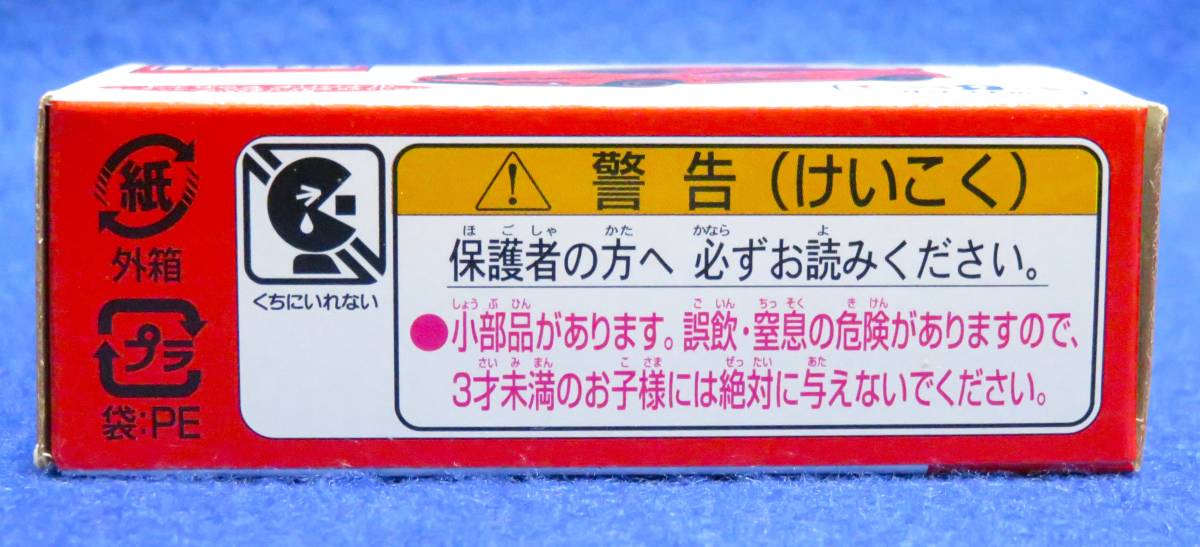 紙
外箱
プラ
袋:PE
くちにいれない
警告(けいこく)
ほごしゃ かた かなら よ
保護者の方へ 必ずお読みください。
しょうぶひん ごいん ちっそく きけん
●小部品があります。誤飲・窒息の危険がありますので、
さいみまん こさま ぜったい あた
3才未満のお子様には絶対に与えないでください。